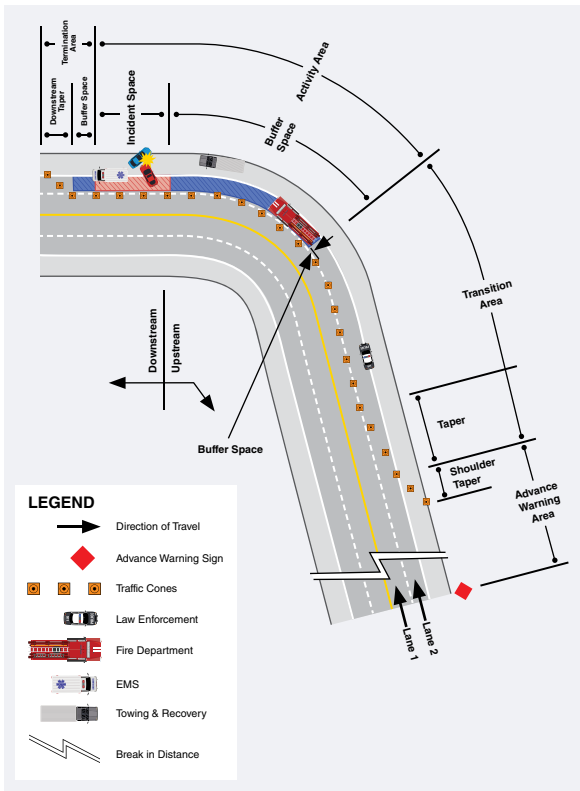 Termination
Area
Activity Area
Downstream
Taper
Buffer Space
Incident Space
Buffer
Space
Transition
Area
Downstream
Upstream
Taper
Buffer Space
Shoulder
Taper
Advance
Warning
Area
Lane 1
Lane 2
LEGEND
Direction of Travel
Advance Warning Sign
Traffic Cones
Law Enforcement
Fire Department
EMS
Towing & Recovery
Break in Distance